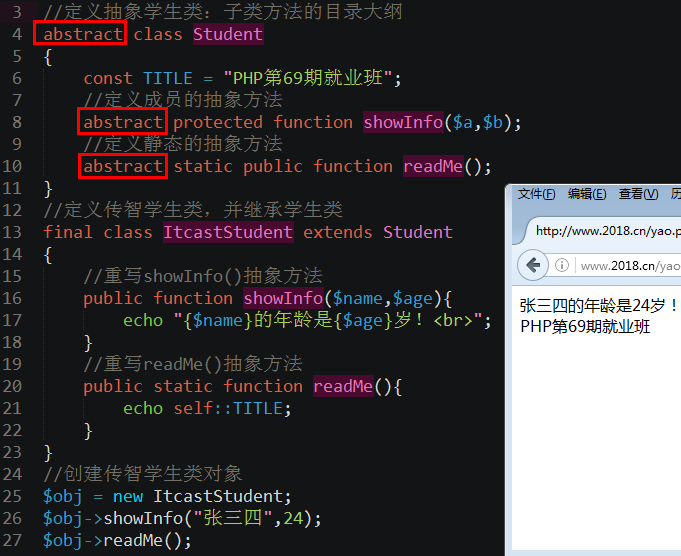 3 //定义抽象学生类：子类方法的目录大纲
4 abstract class Student
5 {
6 const TITLE = "PHP第69期就业班";
7 //定义成员的抽象方法
8 abstract protected function showInfo($a,$b);
9 //定义静态的抽象方法
10 abstract static public function readMe();
11 }
12 //定义传智学生类，并继承学生类
13 final class ItcastStudent extends Student
14 {
15 //重写showInfo()抽象方法
16 public function showInfo($name,$age){
17 echo "{$name}的年龄是{$age}岁！<br>";
18 }
19 //重写readMe()抽象方法
20 public static function readMe(){
21 echo self::TITLE;
22 }
23 }
24 //创建传智学生类对象
25 $obj = new ItcastStudent;
26 $obj->showInfo("张三四",24);
27 $obj->readMe();
文件(F) 编辑(E) 查看(V) 历
http://www.2018.cn/yao.p
www.2018.cn/yao
张三四的年龄是24岁！
PHP第69期就业班